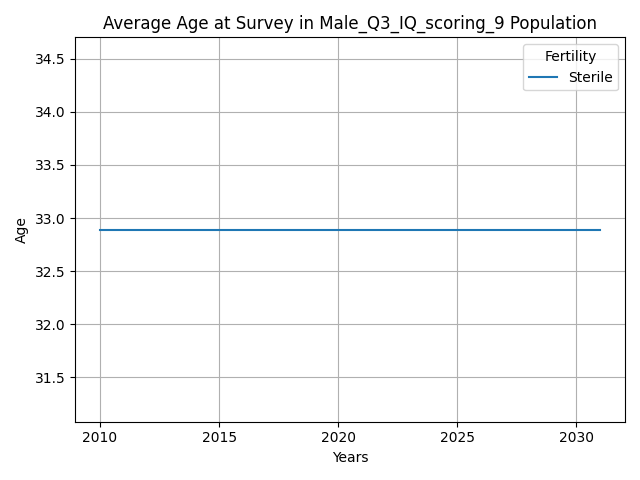 Average Age at Survey in Male_Q3_IQ_scoring_9 Population
Fertility
Sterile
34.5
34.0
33.5
33.0
32.5
32.0
31.5
Age
2010 2015 2020 2025 2030
Years